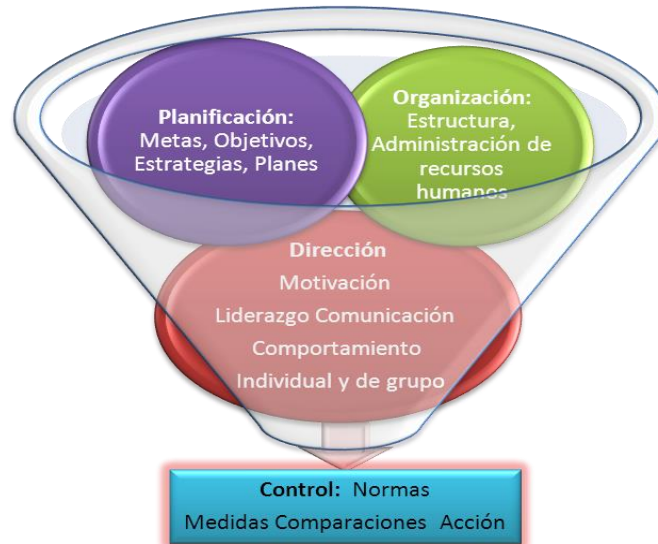 Planificación:
Metas, Objetivos,
Estrategias, Planes
Organización:
Estructura,
Administración de
recursos
humanos
Dirección
Motivación
Liderazgo Comunicación
Comportamiento
Individual y de grupo
Control: Normas
Medidas Comparaciones Acción